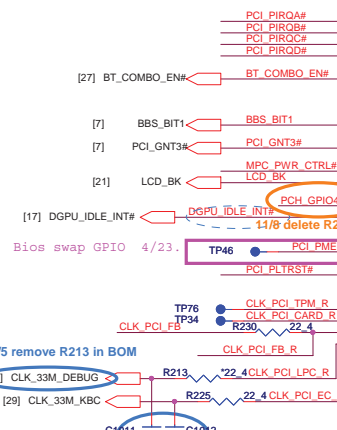 PCI_PIRQA#
PCI_PIRQB#
PCI_PIRQC#
PCI_PIRQD#
[27] BT_COMBO_EN# BT_COMBO_EN#
[7] BBS_BIT1 BBS_BIT1
[7] PCI_GNT3# PCI_GNT3#
MPC_PWR_CTRL#
[21] LCD_BK LCD_BK
PCH_GPIO4
[17] DGPU_IDLE_INT# DGPU_IDLE_INT#
11/8 delete R2
Bios swap GPIO 4/23. TP46 PCI_PME
PCI_PLTRST#
TP76 CLK_PCI_TPM_R
TP34 CLK_PCI_CARD_R
CLK_PCI_FB R230 22_4
CLK_PCI_FB_R
/5 remove R213 in BOM
] CLK_33M_DEBUG R213 *22_4 CLK_PCI_LPC_R
[29] CLK_33M_KBC R225 22_4 CLK_PCI_EC_